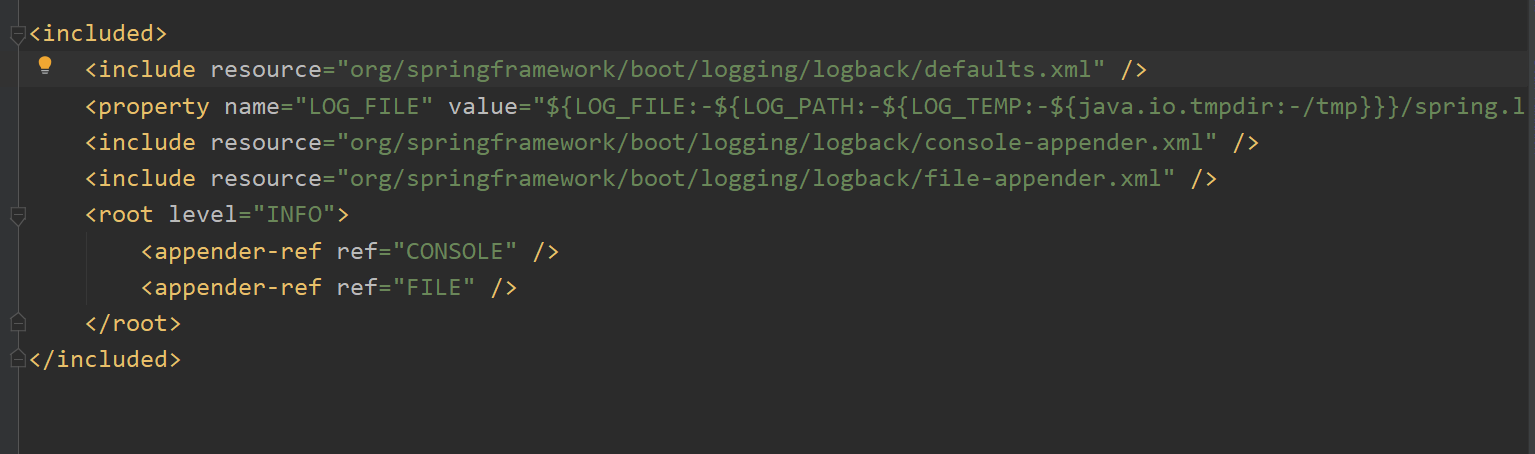 <included>
<include resource="org/springframework/boot/logging/logback/defaults.xml" />
<property name="LOG_FILE" value="${LOG_FILE:-${LOG_PATH:-${LOG_TEMP:-${java.io.tmpdir:-/tmp}}}/spring.l
<include resource="org/springframework/boot/logging/logback/console-appender.xml" />
<include resource="org/springframework/boot/logging/logback/file-appender.xml" />
<root level="INFO">
<appender-ref ref="CONSOLE" />
<appender-ref ref="FILE" />
</root>
</included>